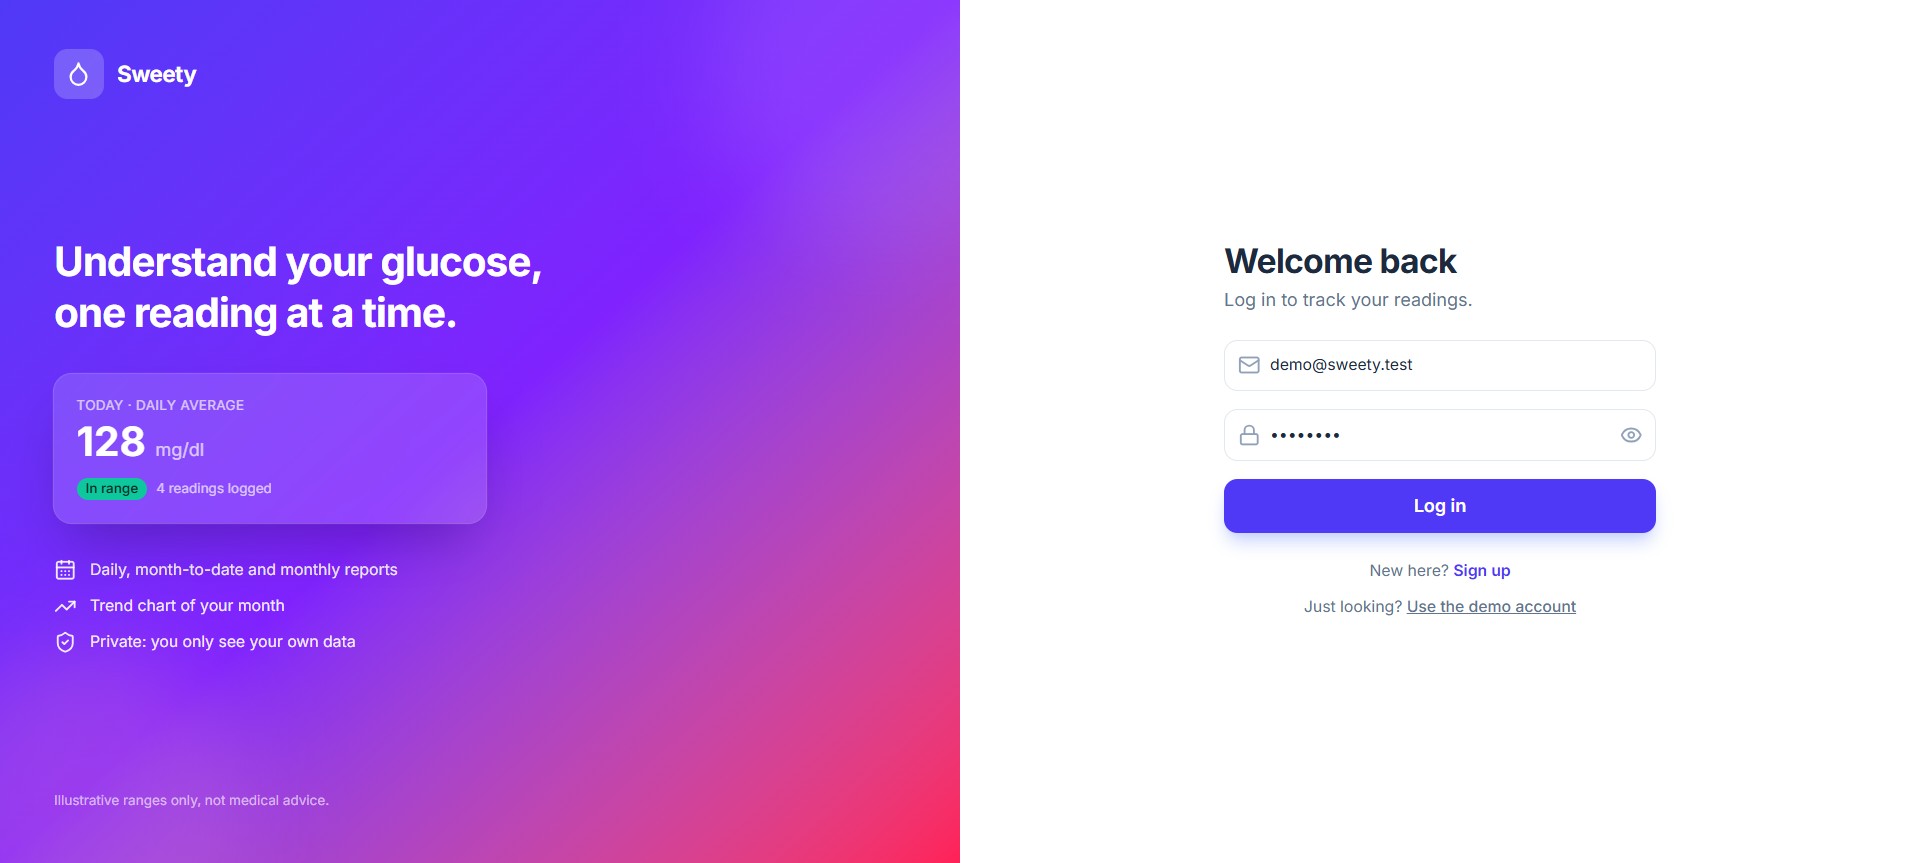 Sweety
Understand your glucose,
one reading at a time.
TODAY · DAILY AVERAGE
128 mg/dl
In range 4 readings logged
Daily, month-to-date and monthly reports
Trend chart of your month
Private: you only see your own data
Illustrative ranges only, not medical advice.
Welcome back
Log in to track your readings.
demo@sweety.test
••••••••
Log in
New here? Sign up
Just looking? Use the demo account